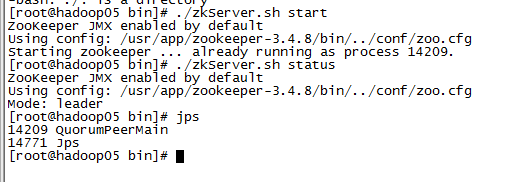 -bash: ./: is a directory
[root@hadoop05 bin]# ./zkServer.sh start
ZooKeeper JMX enabled by default
Using config: /usr/app/zookeeper-3.4.8/bin/../conf/zoo.cfg
Starting zookeeper ... already running as process 14209.
[root@hadoop05 bin]# ./zkServer.sh status
ZooKeeper JMX enabled by default
Using config: /usr/app/zookeeper-3.4.8/bin/../conf/zoo.cfg
Mode: leader
[root@hadoop05 bin]# jps
14209 QuorumPeerMain
14771 Jps
[root@hadoop05 bin]#